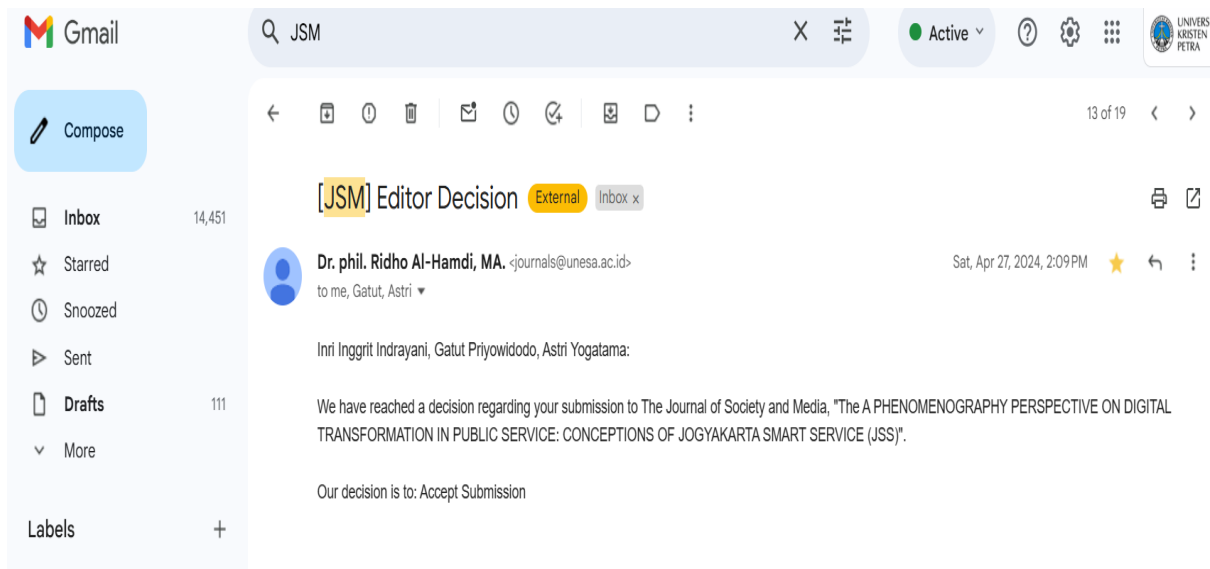 Gmail
JSM
Active
UNIVERS
KRISTEN
PETRA
Compose
13 of 19
[JSM] Editor Decision External Inbox x
Inbox 14,451
Starred
Snoozed
Sent
Drafts 111
More
Labels +
Dr. phil. Ridho Al-Hamdi, MA. <journals@unesa.ac.id>
Sat, Apr 27, 2024, 2:09 PM
to me, Gatut, Astri
Inri Inggrit Indrayani, Gatut Priyowidodo, Astri Yogatama:
We have reached a decision regarding your submission to The Journal of Society and Media, "The A PHENOMENOGRAPHY PERSPECTIVE ON DIGITAL
TRANSFORMATION IN PUBLIC SERVICE: CONCEPTIONS OF JOGYAKARTA SMART SERVICE (JSS)".
Our decision is to: Accept Submission